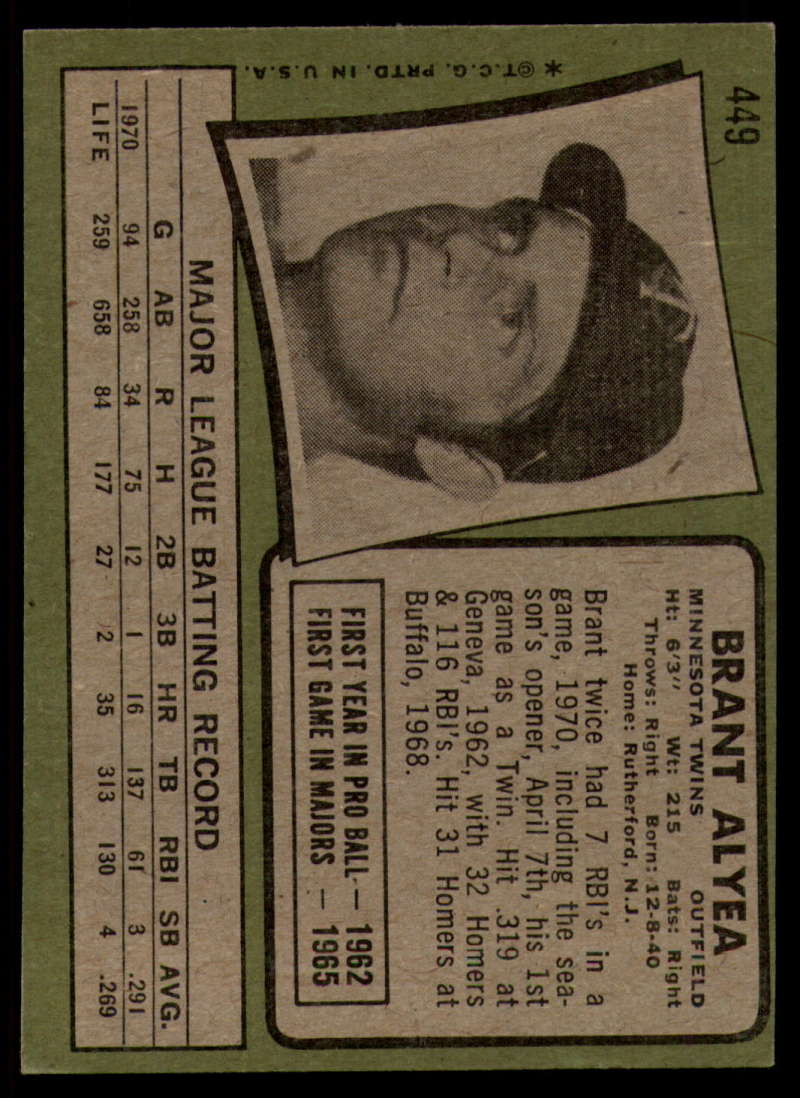 449
BRANT ALYEA
MINNESOTA TWINS OUTFIELD
Ht: 6'3" Wt: 215 Bats: Right
Throws: Right Born: 12-8-40
Home: Rutherford, N.J.
Brant twice had 7 RBI's in a
game, 1970, including the sea-
son's opener, April 7th, his 1st
game as a Twin. Hit .319 at
Geneva, 1962, with 32 Homers
& 116 RBI's. Hit 31 Homers at
Buffalo, 1968.
FIRST YEAR IN PRO BALL — 1962
FIRST GAME IN MAJORS — 1965
*©T.C.G. PRTD. IN U.S.A.
MAJOR LEAGUE BATTING RECORD
G AB R H 2B 3B HR TB RBI SB AVG.
1970 94 258 34 75 12 1 16 137 61 3 .291
LIFE 259 658 84 177 27 2 35 313 130 4 .269